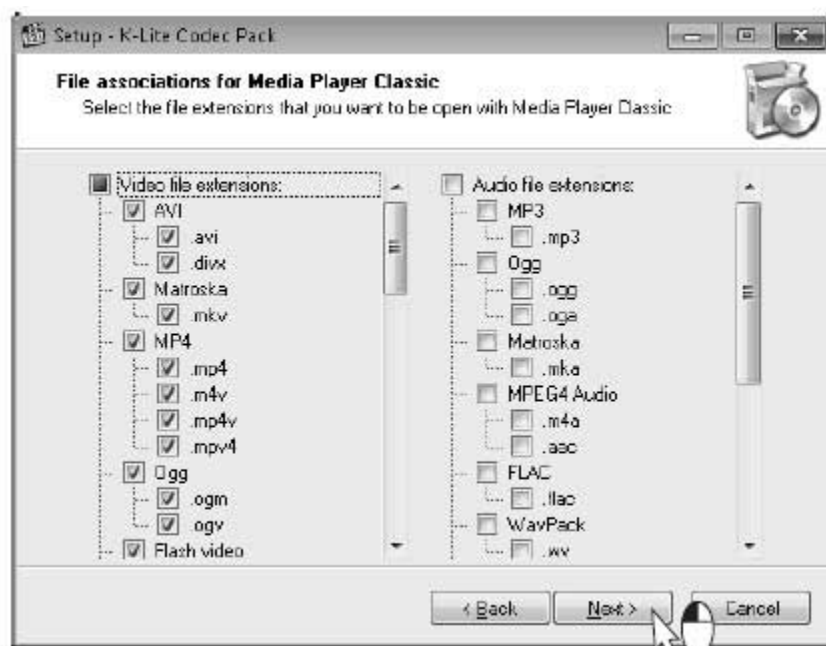 Setup - K-Lite Codec Pack
File associations for Media Player Classic
Select the file extensions that you want to be open with Media Player Classic
Video file extensions:
AVI
.avi
.divx
Matroska
.mkv
MP4
.mp4
.m4v
.mp4v
.mpv4
Ogg
.ogm
.ogv
Flash video
Audio file extensions:
MP3
.mp3
Ogg
.ogg
.oga
Matroska
.mka
MPEG4 Audio
.m4a
.aac
FLAC
.flac
WavPack
.wv
< Back
Next >
Cancel